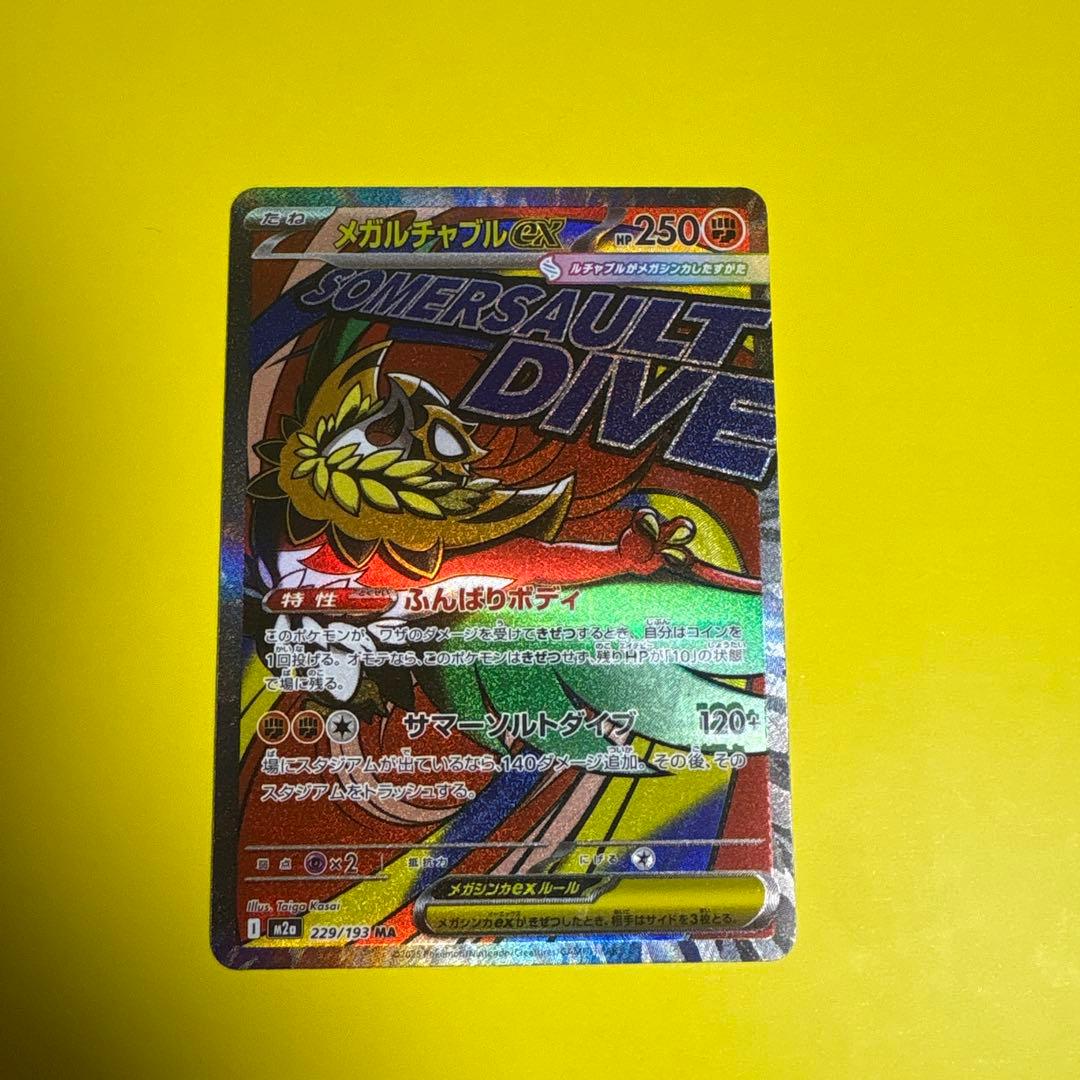 たね
メガルチャブルex
HP 250
ルチャブルがメガシンカしたすがた
SOMERSAULT
DIVE
特性 ふんばりボディ
このポケモンが、ワザのダメージを受けてきぜつするとき、自分はコインを
1回投げる。オモテなら、このポケモンはきぜつせず、残りHPが「10」の状態
で場に残る。
サマーソルトダイブ 120+
場にスタジアムが出ているなら、140ダメージ追加。その後、その
スタジアムをトラッシュする。
弱点 ×2 抵抗力 にげる
メガシンカexルール
メガシンカexがきぜつしたとき、相手はサイドを3枚とる。
Illus. Taiga Kasai
I m2a 229/193 MA
©2025 Pokémon/Nintendo/Creatures/GAME